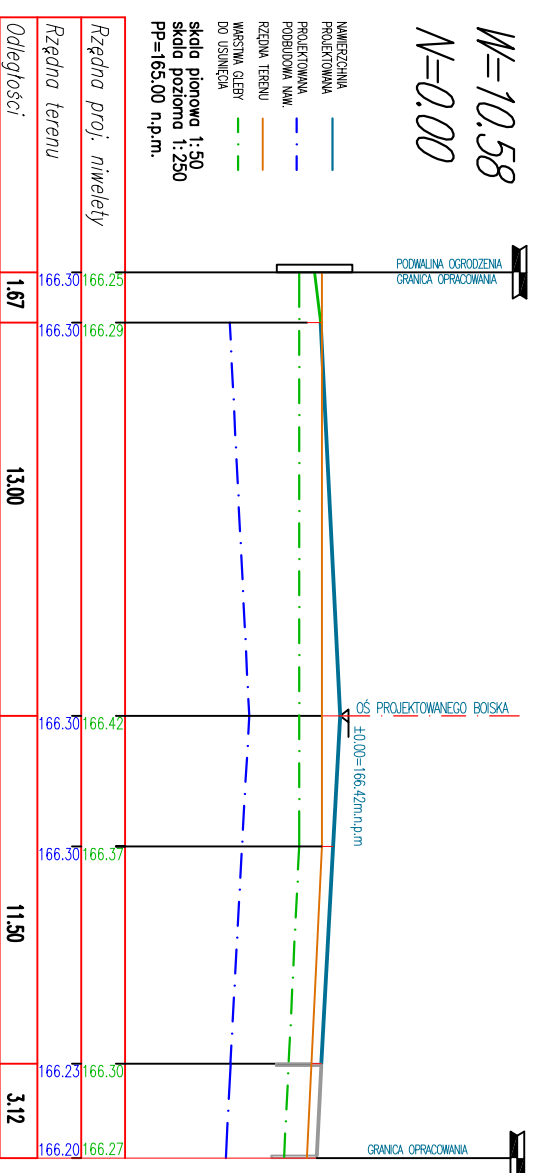 W=10.58
N=0.00
NAWIERZCHNIA
PROJEKTOWANA
PROJEKTOWANA
PODBUDOWA NAW.
RZĘDNA TERENU
WARSTWA GLEBY
DO USUNIĘCIA
skala pionowa 1:50
skala pozioma 1:250
PP=165.00 n.p.m.
PODWALINA OGRODZENIA
GRANICA OPRACOWANIA
OŚ PROJEKTOWANEGO BOISKA
±0.00=166.42m.n.p.m
GRANICA OPRACOWANIA
Rzędna proj. niwelety
166.25 166.29 166.42 166.37 166.30 166.27
Rzędna terenu
166.30 166.30 166.30 166.30 166.23 166.20
Odległości
1.67 13.00 11.50 3.12